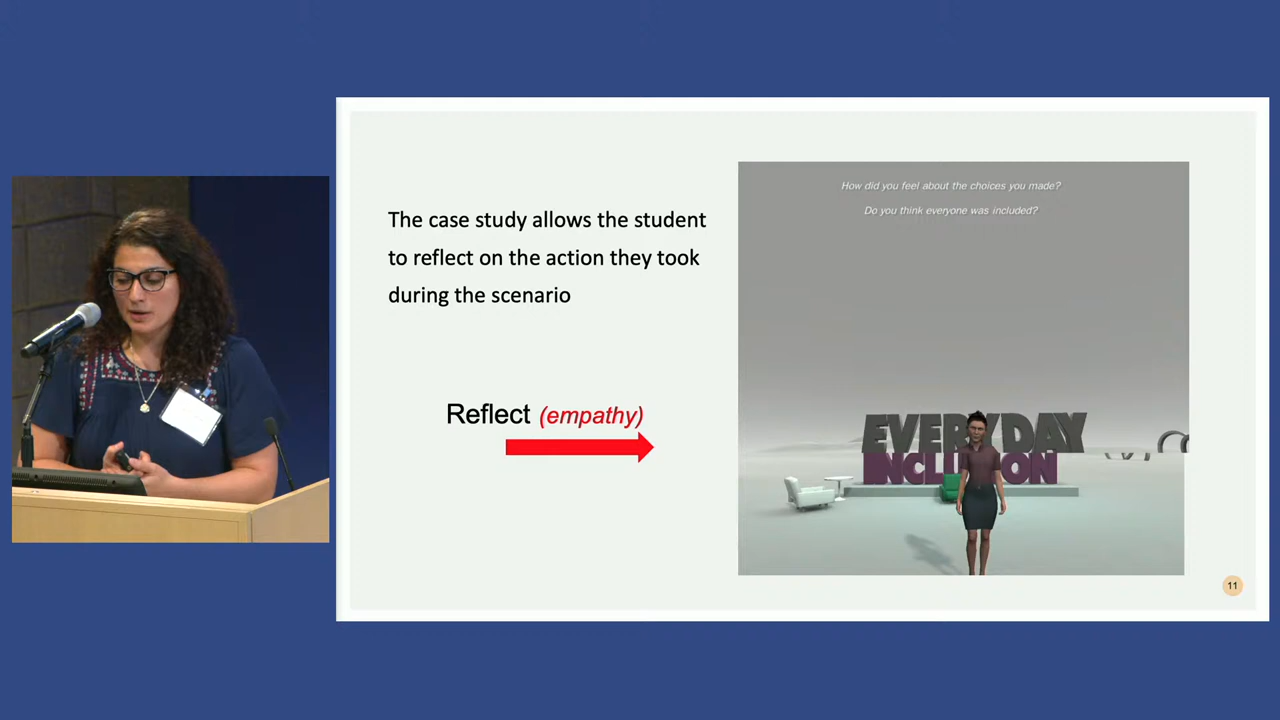 The case study allows the student
to reflect on the action they took
during the scenario
Reflect (empathy)
How did you feel about the choices you made?
Do you think everyone was included?
EVERYDAY
INCLUSION
11